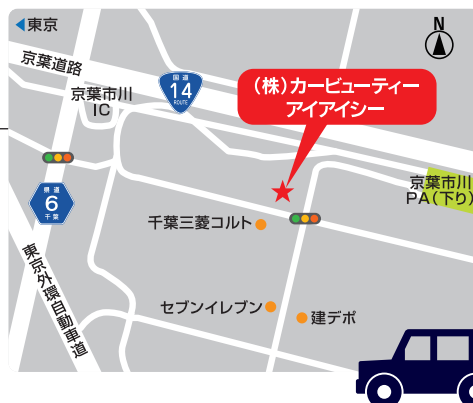 東京
N
京葉道路
国道
14
ROUTE
京葉市川
IC
（株）カービューティー
アイアイシー
京葉市川
PA（下り）
県道
6
千葉
千葉三菱コルト
東京外環自動車道
セブンイレブン
建デポ